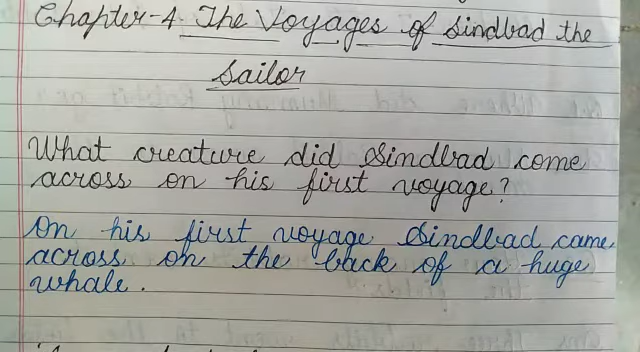 Chapter-4 The Voyages of Sindbad the
Sailor
What creature did Sindbad come
across on his first voyage?
On his first voyage Sindbad came
across on the back of a huge
whale.